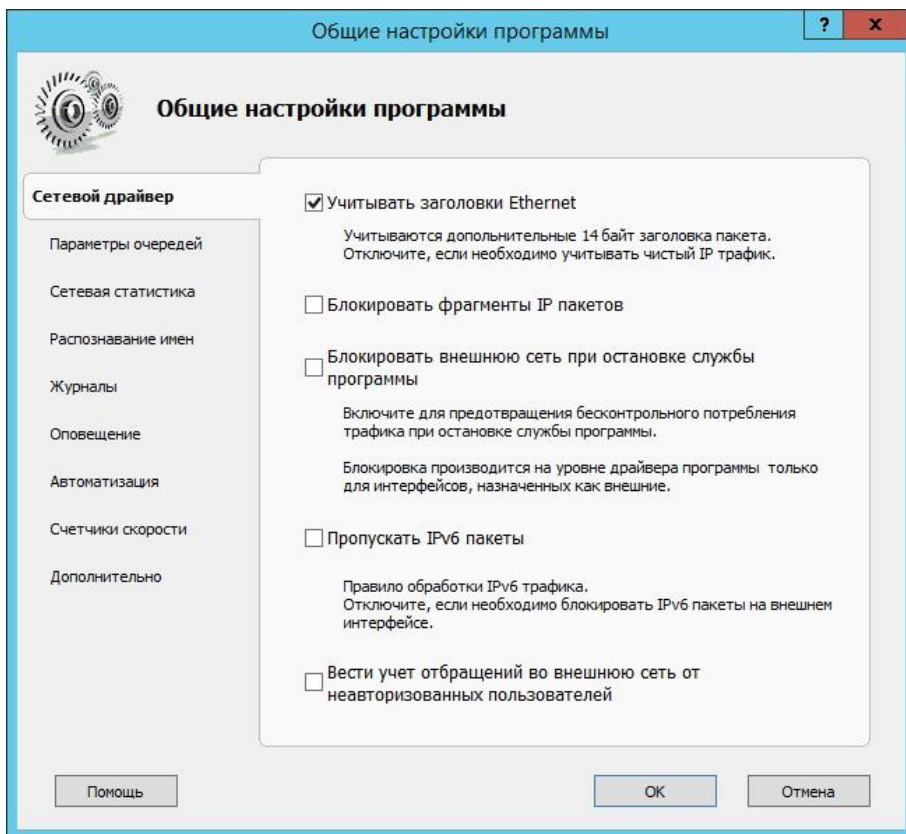 Общие настройки программы
?
x
Общие настройки программы
Сетевой драйвер
Параметры очередей
Сетевая статистика
Распознавание имен
Журналы
Оповещение
Автоматизация
Счетчики скорости
Дополнительно
Учитывать заголовки Ethernet
Учитываются допольнительные 14 байт заголовка пакета.
Отключите, если необходимо учитывать чистый IP трафик.
Блокировать фрагменты IP пакетов
Блокировать внешнюю сеть при остановке службы
программы
Включите для предотвращения бесконтрольного потребления
трафика при остановке службы программы.
Блокировка производится на уровне драйвера программы только
для интерфейсов, назначенных как внешние.
Пропускать IPv6 пакеты
Правило обработки IPv6 трафика.
Отключите, если необходимо блокировать IPv6 пакеты на внешнем
интерфейсе.
Вести учет отбращений во внешнюю сеть от
неавторизованных пользователей
Помощь
OK
Отмена